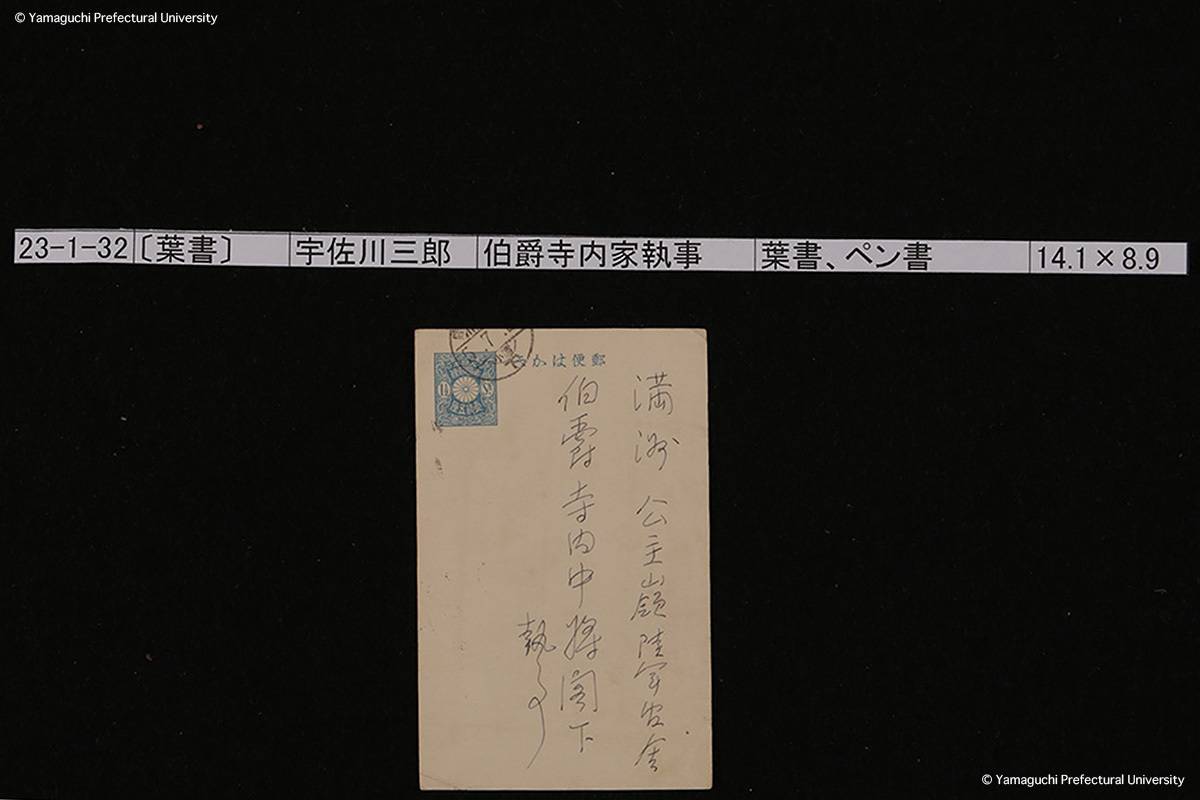 © Yamaguchi Prefectural University
23-1-32 〔葉書〕 宇佐川三郎 伯爵寺内家執事 葉書、ペン書 14.1×8.9
郵便はかき
満洲 公主嶺陸軍官舎
伯爵寺内中將閣下
執事
© Yamaguchi Prefectural University